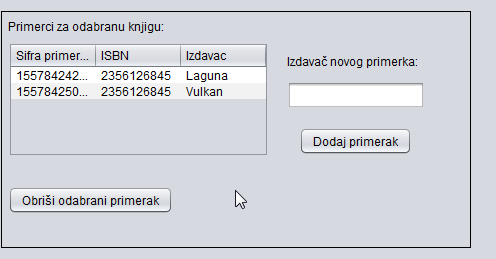 Primerci za odabranu knjigu:
Sifra primer... ISBN Izdavac
155784242... 2356126845 Laguna
155784250... 2356126845 Vulkan
Izdavač novog primerka:
Dodaj primerak
Obriši odabrani primerak